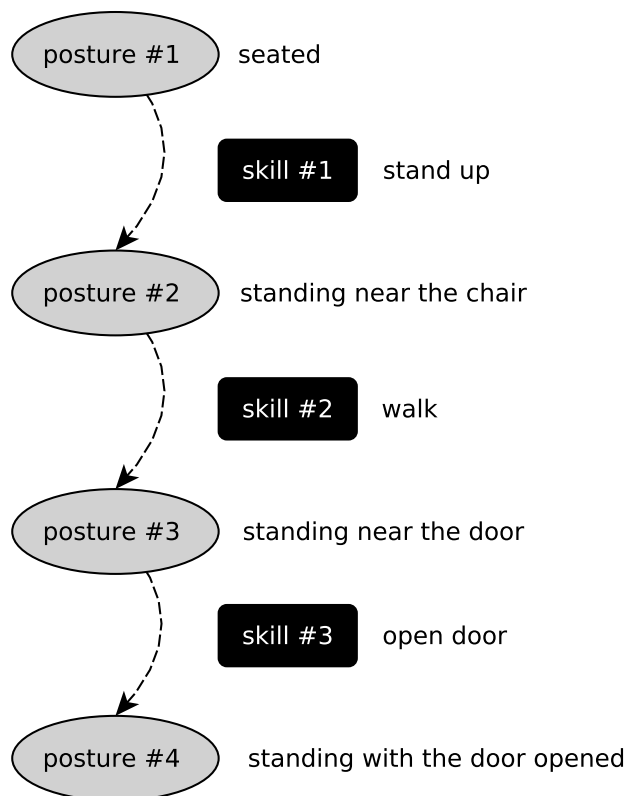 posture #1 seated
skill #1 stand up
posture #2 standing near the chair
skill #2 walk
posture #3 standing near the door
skill #3 open door
posture #4 standing with the door opened